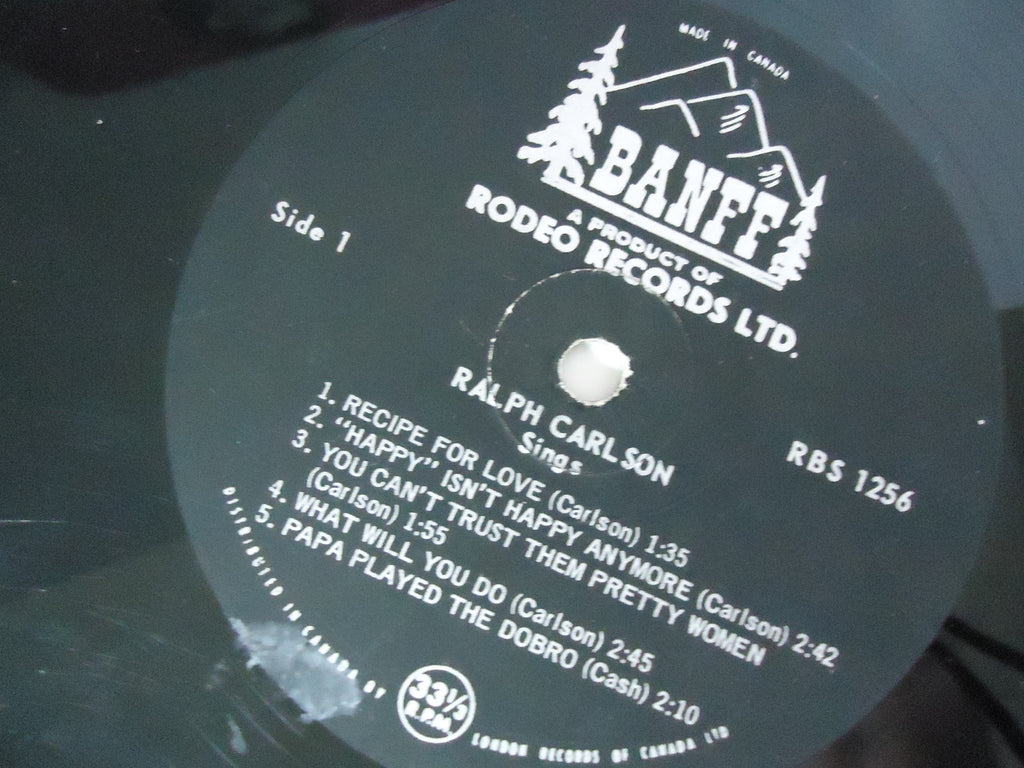 MADE IN CANADA
BANFF
A PRODUCT OF
RODEO RECORDS LTD.
Side 1
RALPH CARLSON
Sings
RBS 1256
1. RECIPE FOR LOVE (Carlson) 1:35
2. “HAPPY” ISN'T HAPPY ANYMORE (Carlson) 2:42
3. YOU CAN'T TRUST THEM PRETTY WOMEN
(Carlson) 1:55
4. WHAT WILL YOU DO (Carlson) 2:45
5. PAPA PLAYED THE DOBRO (Cash) 2:10
DISTRIBUTED IN CANADA BY
33⅓
R.P.M.
LONDON RECORDS OF CANADA LTD